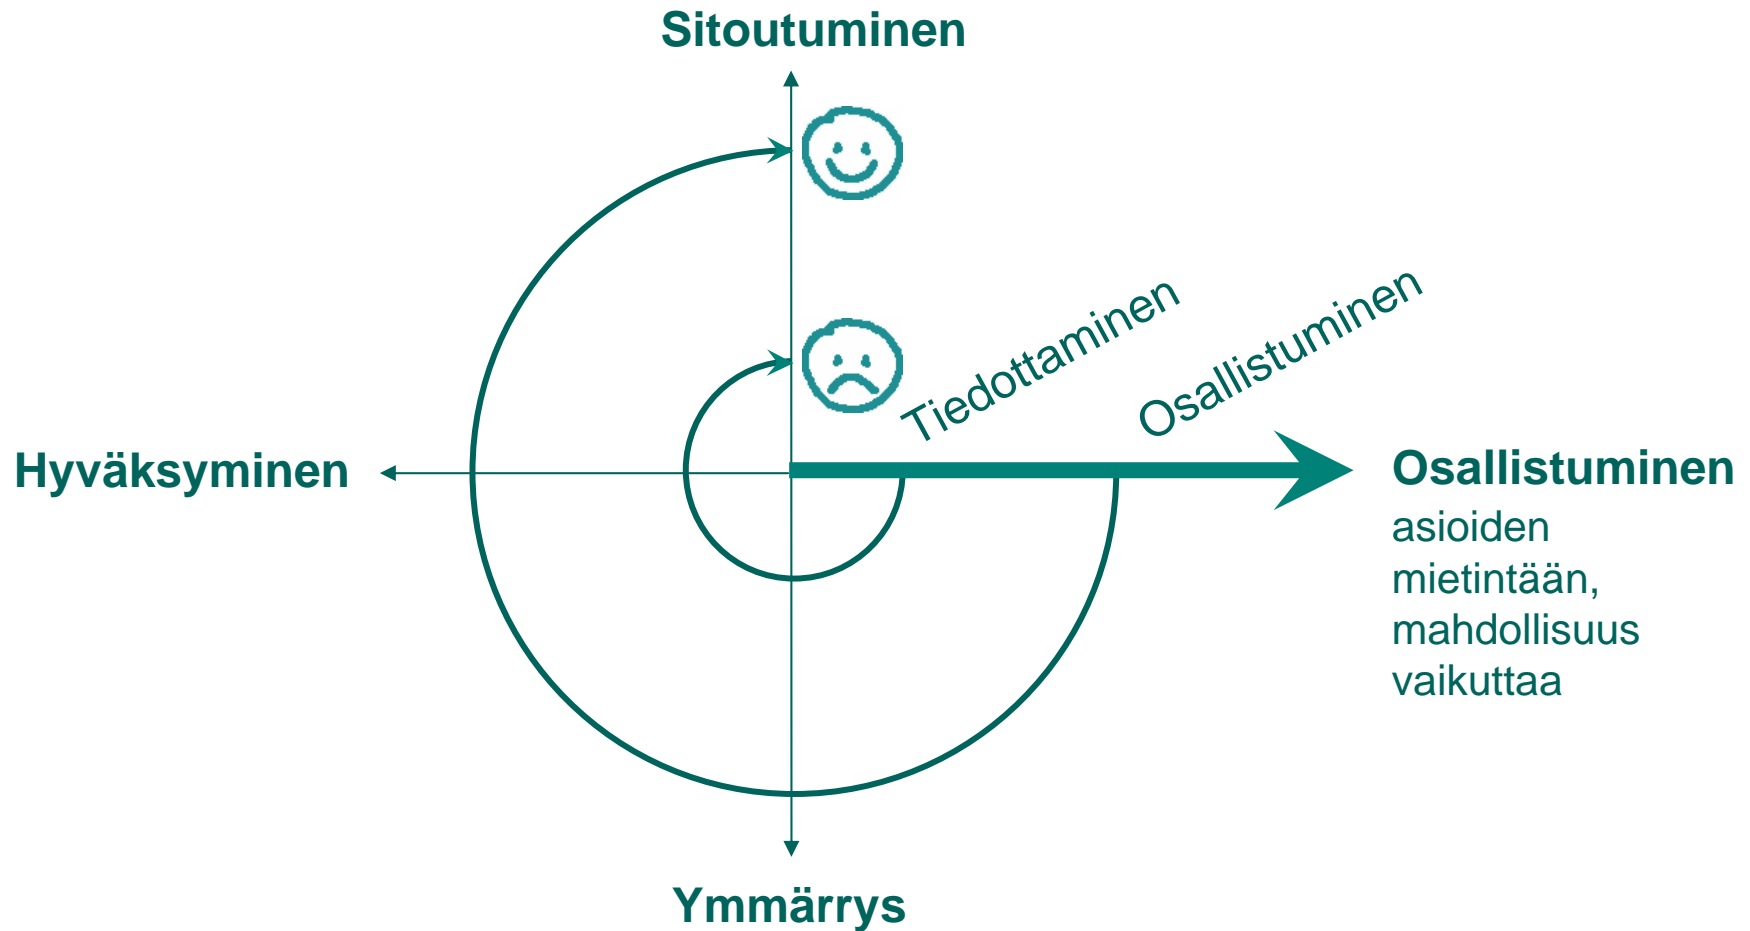 Sitoutuminen
Tiedottaminen
Osallistuminen
Hyväksyminen
Osallistuminen
asioiden
mietintään,
mahdollisuus
vaikuttaa
Ymmärrys